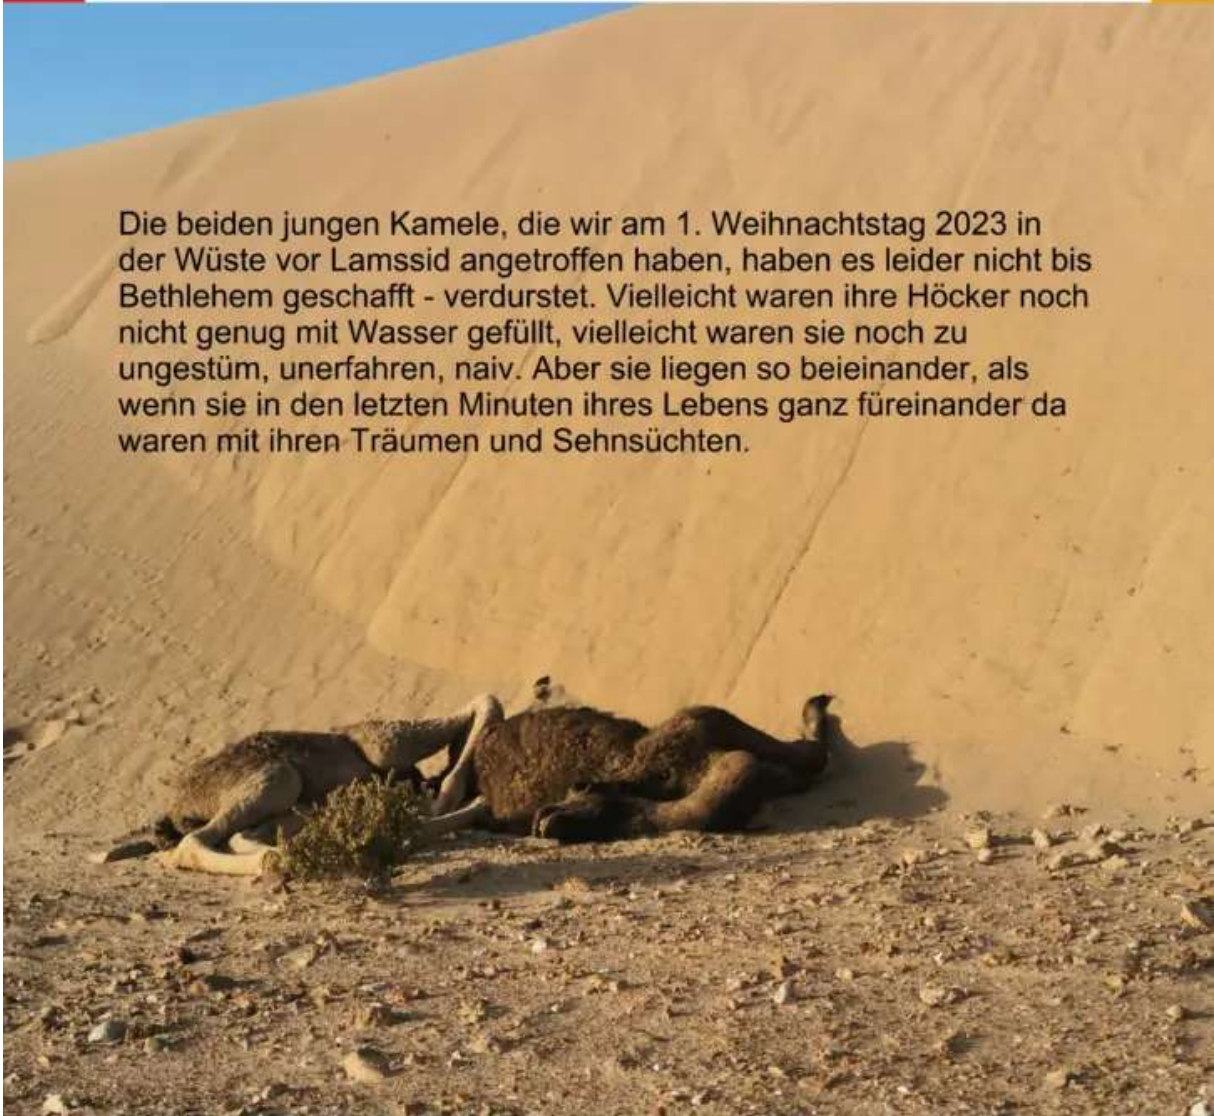 Die beiden jungen Kamele, die wir am 1. Weihnachtstag 2023 in
der Wüste vor Lamssid angetroffen haben, haben es leider nicht bis
Bethlehem geschafft - verdurstet. Vielleicht waren ihre Höcker noch
nicht genug mit Wasser gefüllt, vielleicht waren sie noch zu
ungestüm, unerfahren, naiv. Aber sie liegen so beieinander, als
wenn sie in den letzten Minuten ihres Lebens ganz füreinander da
waren mit ihren Träumen und Sehnsüchten.